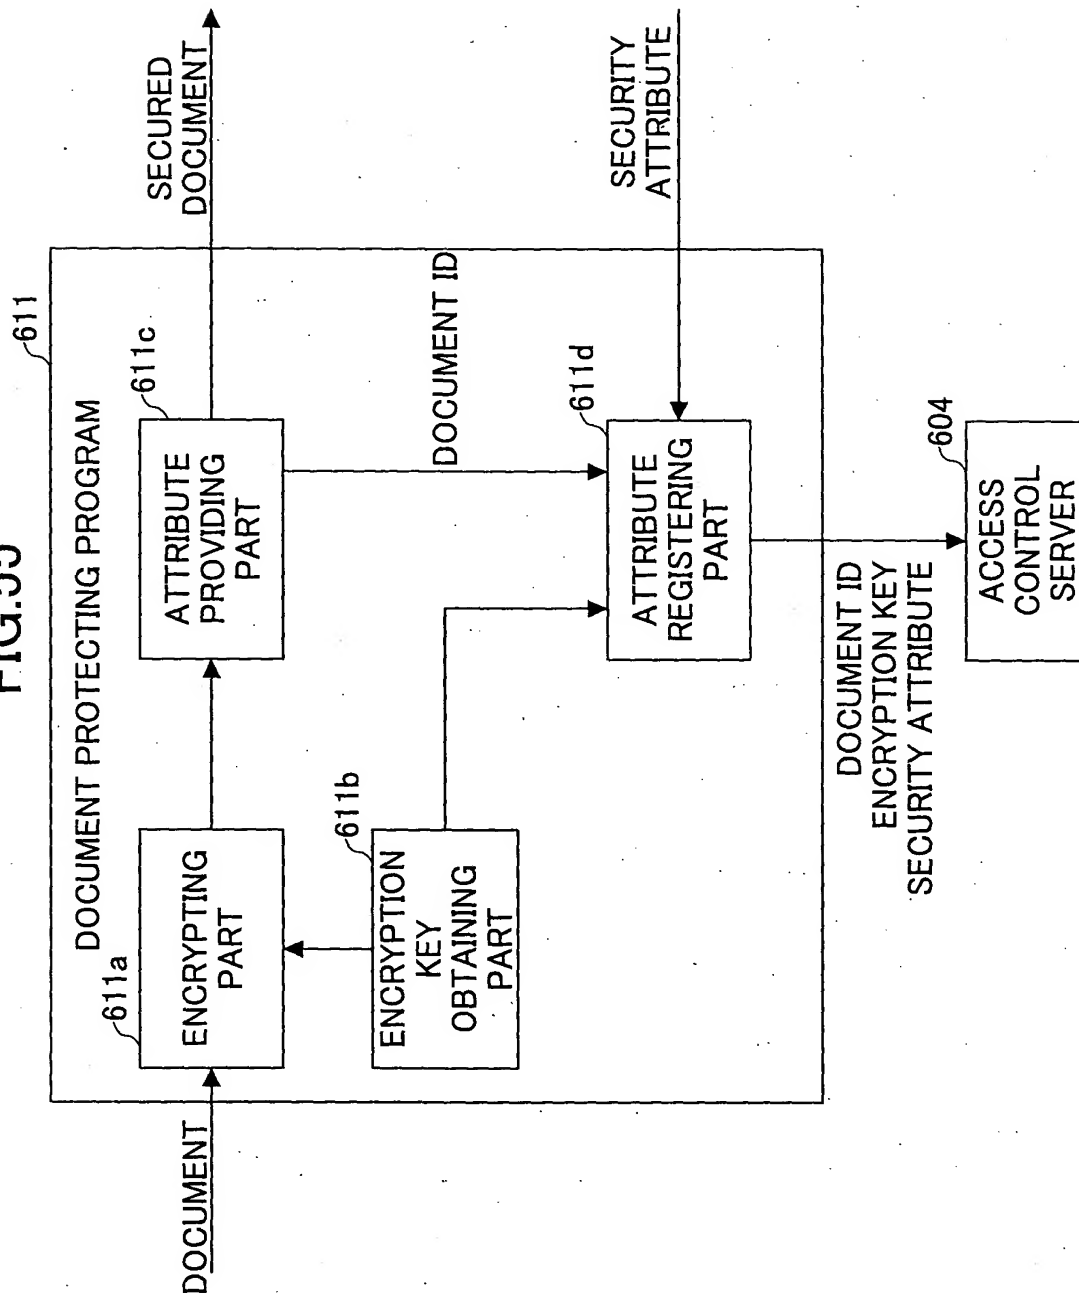 611
DOCUMENT PROTECTING PROGRAM
DOCUMENT
611a
ENCRYPTING
PART
611c
ATTRIBUTE
PROVIDING
PART
SECURED
DOCUMENT
611b
ENCRYPTION
KEY
OBTAINING
PART
DOCUMENT ID
611d
ATTRIBUTE
REGISTERING
PART
SECURITY
ATTRIBUTE
DOCUMENT ID
ENCRYPTION KEY
SECURITY ATTRIBUTE
604
ACCESS
CONTROL
SERVER